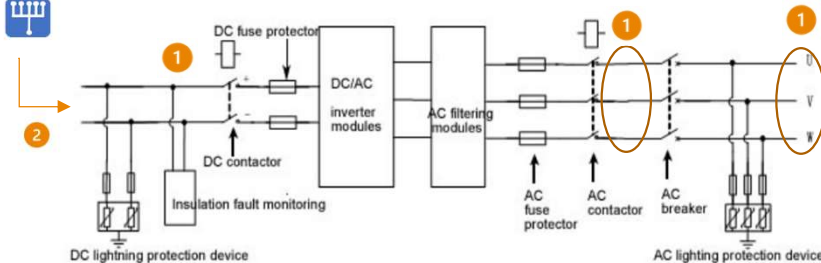 DC fuse protector
1
1
1
+
-
DC/AC
inverter
modules
AC filtering
modules
U
V
W
2
DC contactor
Insulation fault monitoring
AC
fuse
protector
AC
contactor
AC
breaker
DC lightning protection device
AC lighting protection device